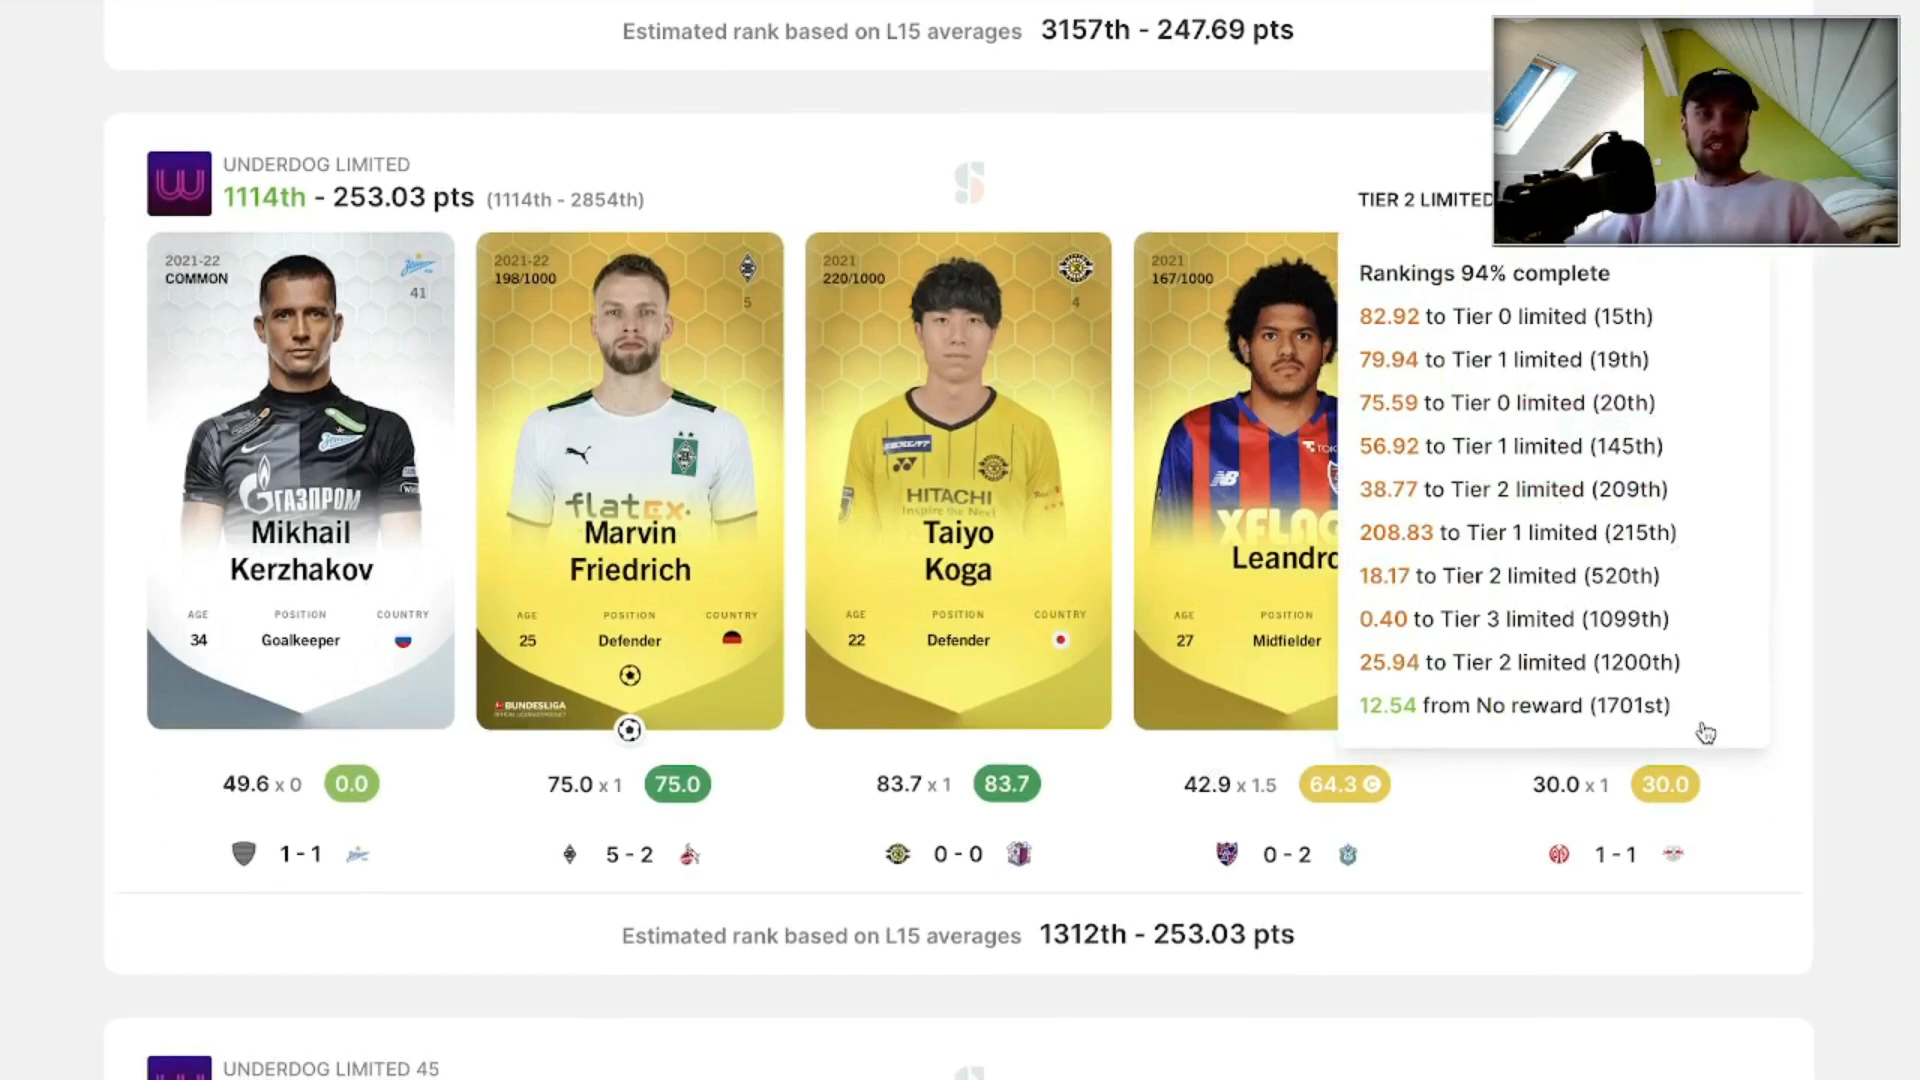 Estimated rank based on L15 averages 3157th - 247.69 pts
UNDERDOG LIMITED
1114th - 253.03 pts (1114th - 2854th)
TIER 2 LIMITED
2021-22
COMMON
41
ГАЗПРОМ
Mikhail
Kerzhakov
AGE POSITION COUNTRY
34 Goalkeeper
2021-22
198/1000
5
flatex
Marvin
Friedrich
AGE POSITION COUNTRY
25 Defender
BUNDESLIGA
2021
220/1000
4
HITACHI
Inspire the Next
Taiyo
Koga
AGE POSITION COUNTRY
22 Defender
2021
167/1000
XFLAG
Leandro
AGE POSITION
27 Midfielder
Rankings 94% complete
82.92 to Tier 0 limited (15th)
79.94 to Tier 1 limited (19th)
75.59 to Tier 0 limited (20th)
56.92 to Tier 1 limited (145th)
38.77 to Tier 2 limited (209th)
208.83 to Tier 1 limited (215th)
18.17 to Tier 2 limited (520th)
0.40 to Tier 3 limited (1099th)
25.94 to Tier 2 limited (1200th)
12.54 from No reward (1701st)
49.6 x 0 0.0
75.0 x 1 75.0
83.7 x 1 83.7
42.9 x 1.5 64.3 C
30.0 x 1 30.0
1 - 1
5 - 2
0 - 0
0 - 2
1 - 1
Estimated rank based on L15 averages 1312th - 253.03 pts
UNDERDOG LIMITED 45